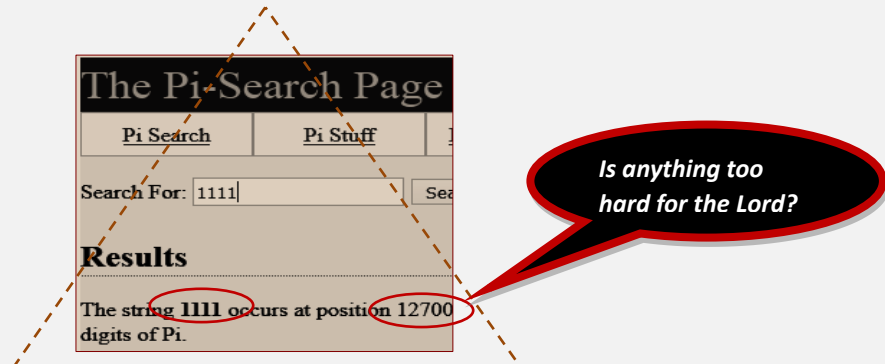 The Pi-Search Page
Pi Search Pi Stuff
Search For: 1111 Sea
Results
The string 1111 occurs at position 12700
digits of Pi.
Is anything too
hard for the Lord?